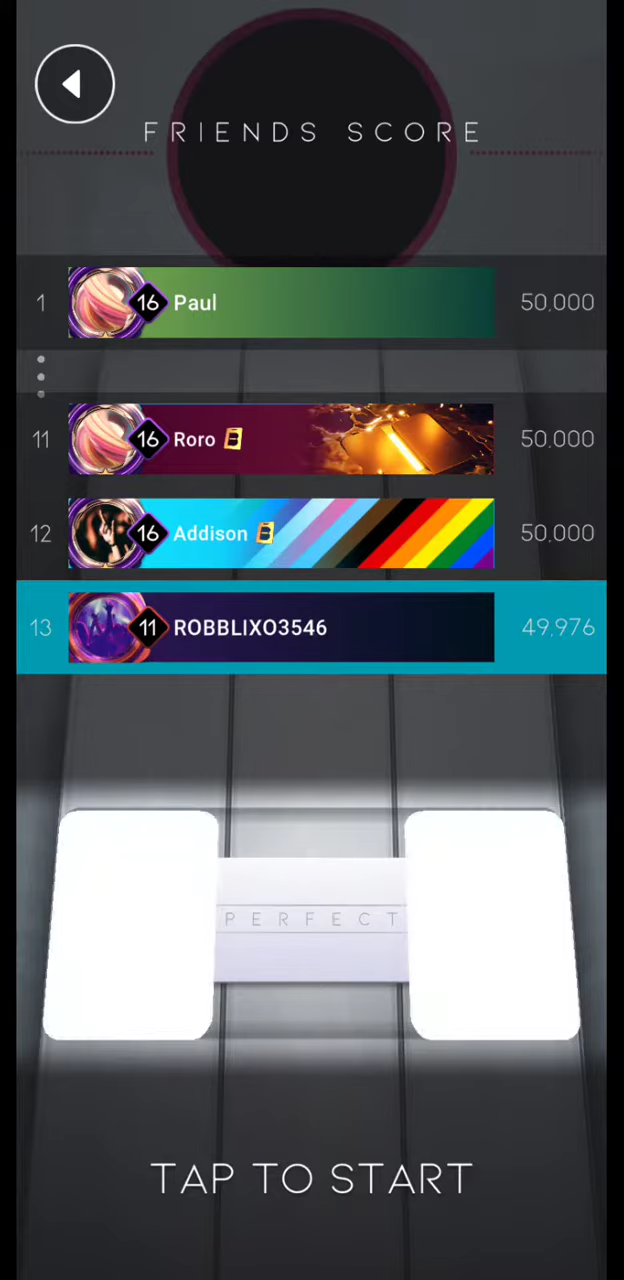 FRIENDS SCORE
1 16 Paul 50,000
11 16 Roro B 50,000
12 16 Addison B 50,000
13 11 ROBBLIXO3546 49,976
PERFECT
TAP TO START